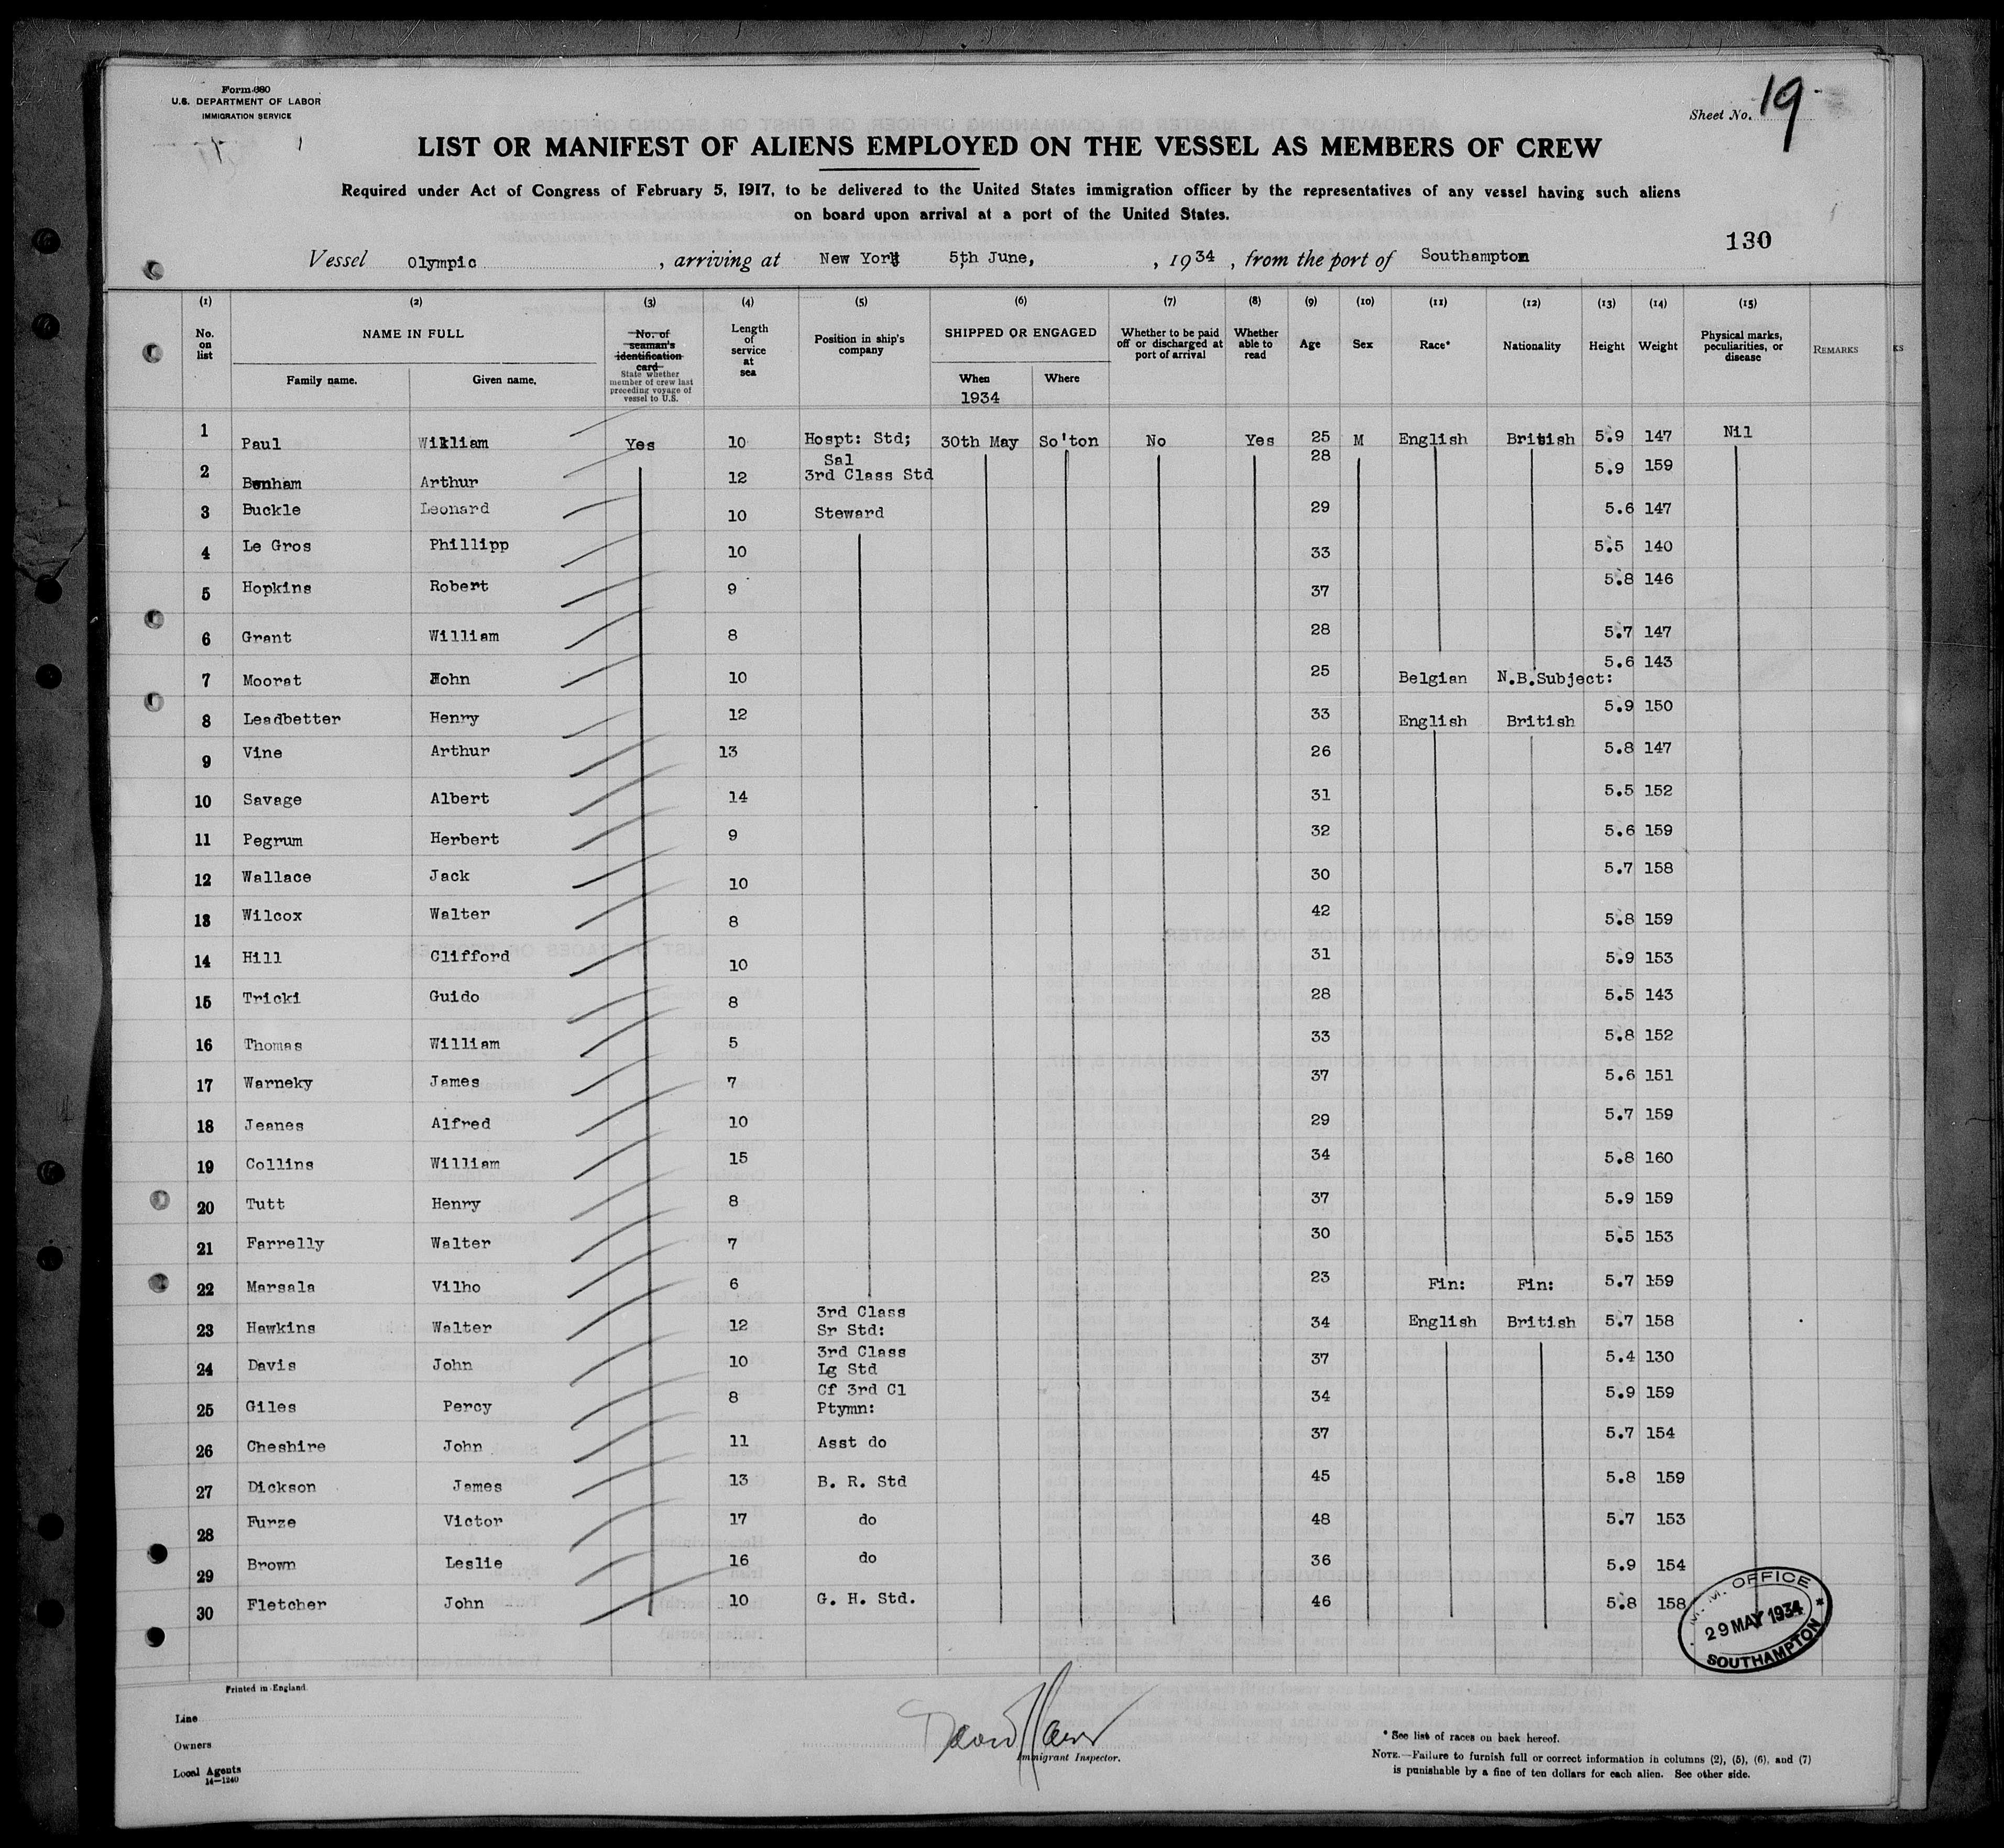 Form 680
U.S. DEPARTMENT OF LABOR
IMMIGRATION SERVICE
Sheet No. 19
LIST OR MANIFEST OF ALIENS EMPLOYED ON THE VESSEL AS MEMBERS OF CREW
Required under Act of Congress of February 5, 1917, to be delivered to the United States immigration officer by the representatives of any vessel having such aliens
on board upon arrival at a port of the United States.
130
Vessel Olympic, arriving at New York 5th June, , 1934, from the port of Southampton
(1) (2) (3) (4) (5) (6) (7) (8) (9) (10) (11) (12) (13) (14) (15)
No. on list NAME IN FULL No. of seaman's identification card Length of service at sea Position in ship's company SHIPPED OR ENGAGED Whether to be paid off or discharged at port of arrival Whether able to read Age Sex Race* Nationality Height Weight Physical marks, peculiarities, or disease REMARKS KS
Family name. Given name. State whether member of crew last preceding voyage of vessel to U.S. When Where
1934
1 Paul William Yes 10 Hospt: Std; 30th May So'ton No Yes 25 M English British 5.9 147 Nil
2 Benham Arthur 12 Sal 3rd Class Std 28 5.9 159
3 Buckle Leonard 10 Steward 29 5.6 147
4 Le Gros Phillipp 10 33 5.5 140
5 Hopkins Robert 9 37 5.8 146
6 Grant William 8 28 5.7 147
7 Moorat John 10 25 Belgian N.B.Subject: 5.6 143
8 Leadbetter Henry 12 33 English British 5.9 150
9 Vine Arthur 13 26 5.8 147
10 Savage Albert 14 31 5.5 152
11 Pegrum Herbert 9 32 5.6 159
12 Wallace Jack 10 30 5.7 158
13 Wilcox Walter 8 42 5.8 159
14 Hill Clifford 10 31 5.9 153
15 Tricki Guido 8 28 5.5 143
16 Thomas William 5 33 5.8 152
17 Warneky James 7 37 5.6 151
18 Jeanes Alfred 10 29 5.7 159
19 Collins William 15 34 5.8 160
20 Tutt Henry 8 37 5.9 159
21 Farrelly Walter 7 30 5.5 153
22 Marsala Vilho 6 23 Fin: Fin: 5.7 159
23 Hawkins Walter 12 3rd Class Sr Std: 34 English British 5.7 158
24 Davis John 10 3rd Class Lg Std 37 5.4 130
25 Giles Percy 8 Cf 3rd Cl Ptymn: 34 5.9 159
26 Cheshire John 11 Asst do 37 5.7 154
27 Dickson James 13 B. R. Std 45 5.8 159
28 Furze Victor 17 do 48 5.7 153
29 Brown Leslie 16 do 36 5.9 154
30 Fletcher John 10 G. H. Std. 46 5.8 158
M. M. OFFICE
29 MAY 1934
SOUTHAMPTON
Printed in England
Line
Owners
Local Agents
14—1240
Immigrant Inspector.
* See list of races on back hereof.
NOTE.—Failure to furnish full or correct information in columns (2), (5), (6), and (7)
is punishable by a fine of ten dollars for each alien. See other side.